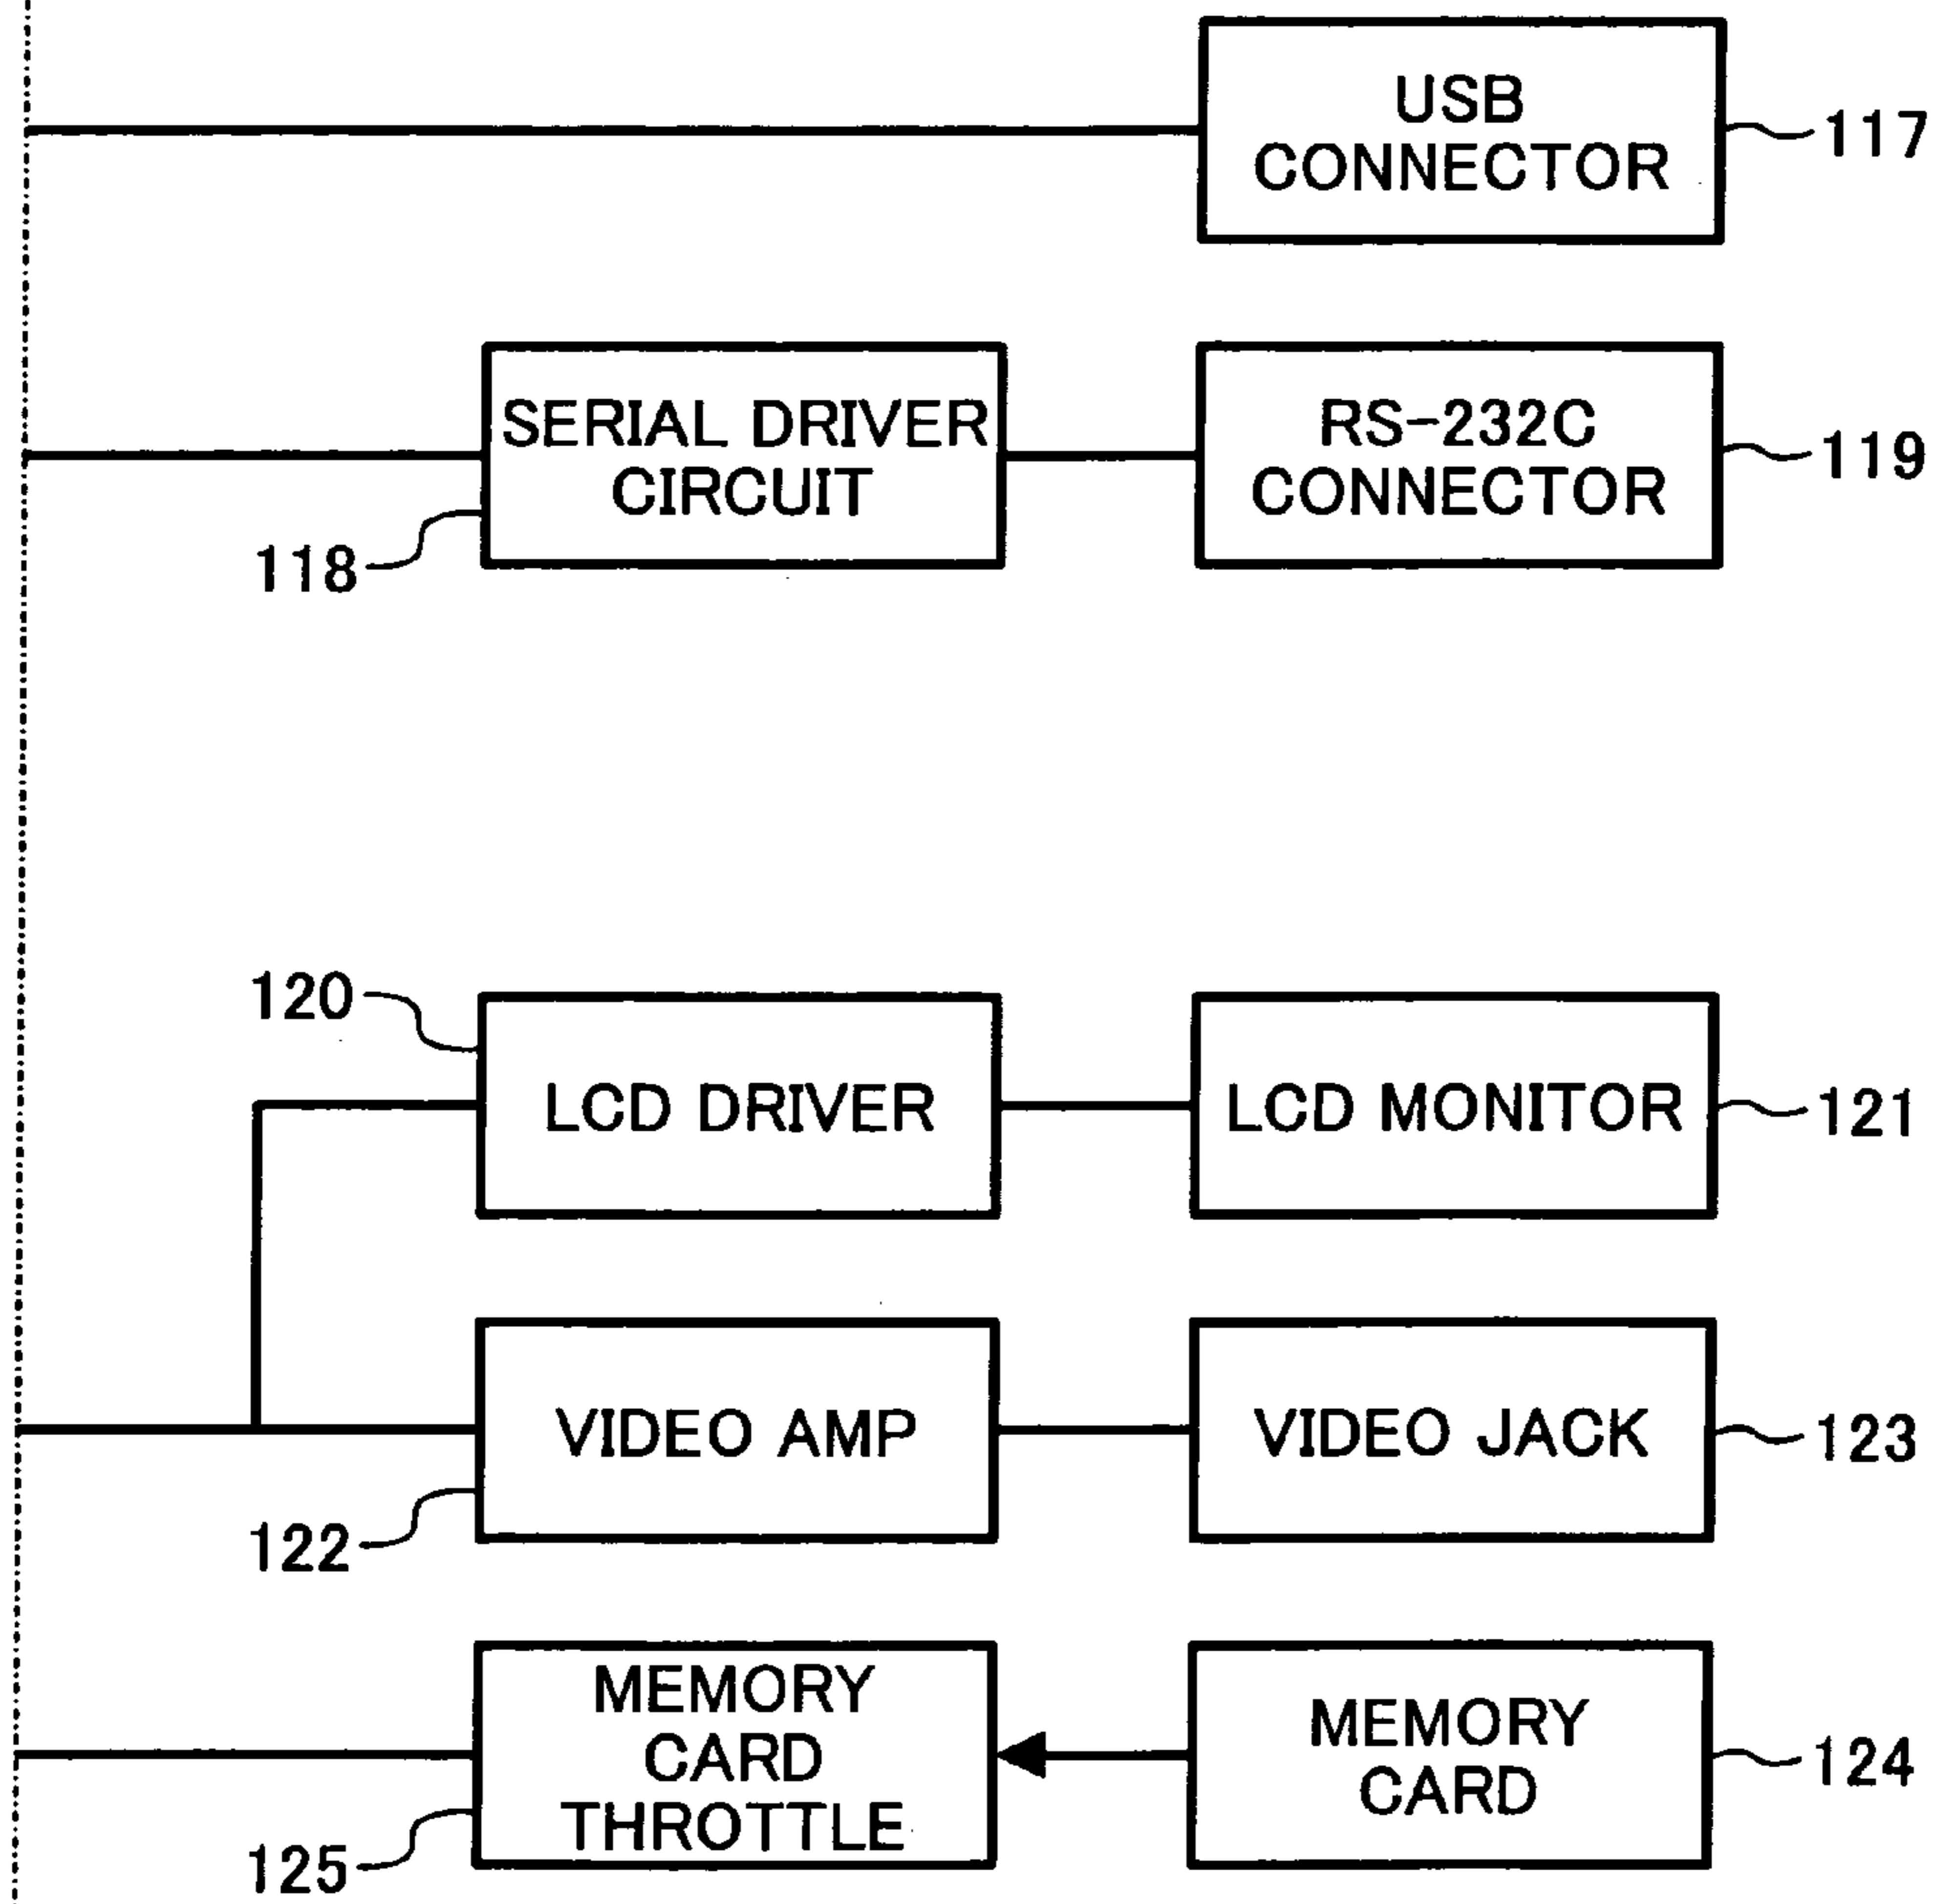 USB
CONNECTOR
117
SERIAL DRIVER
CIRCUIT
118
RS-232C
CONNECTOR
119
120
LCD DRIVER
LCD MONITOR
121
VIDEO AMP
122
VIDEO JACK
123
MEMORY
CARD
THROTTLE
125
MEMORY
CARD
124